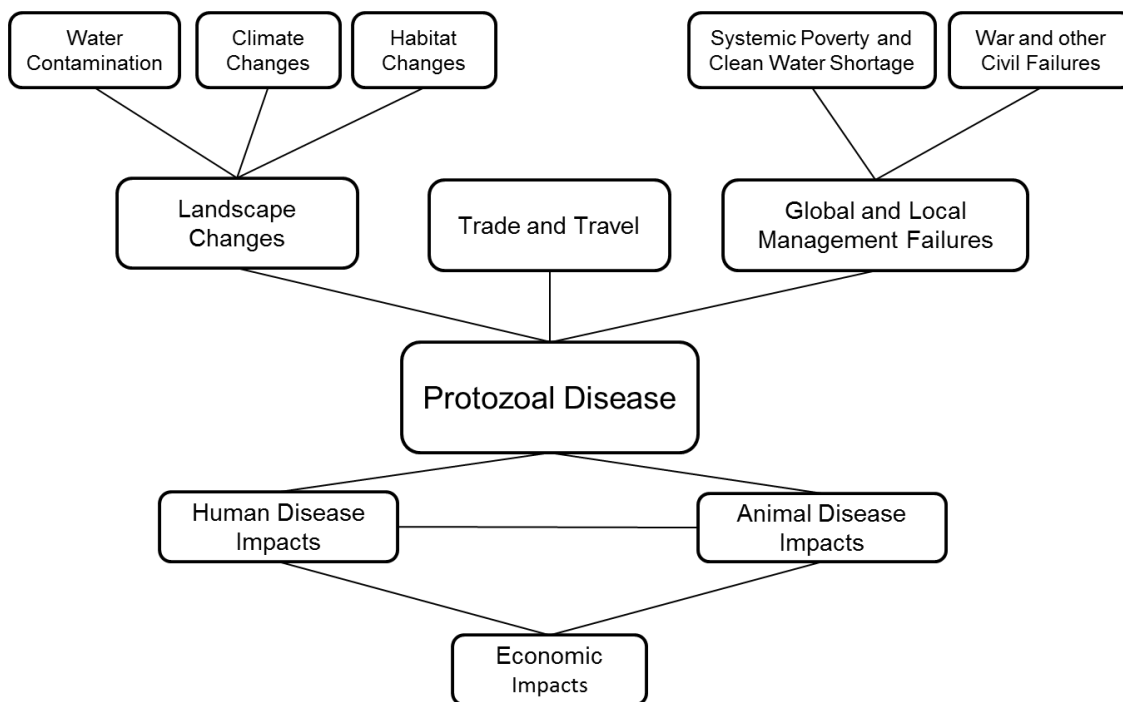 Water
Contamination
Climate
Changes
Habitat
Changes
Systemic Poverty and
Clean Water Shortage
War and other
Civil Failures
Landscape
Changes
Trade and Travel
Global and Local
Management Failures
Protozoal Disease
Human Disease
Impacts
Animal Disease
Impacts
Economic
Impacts